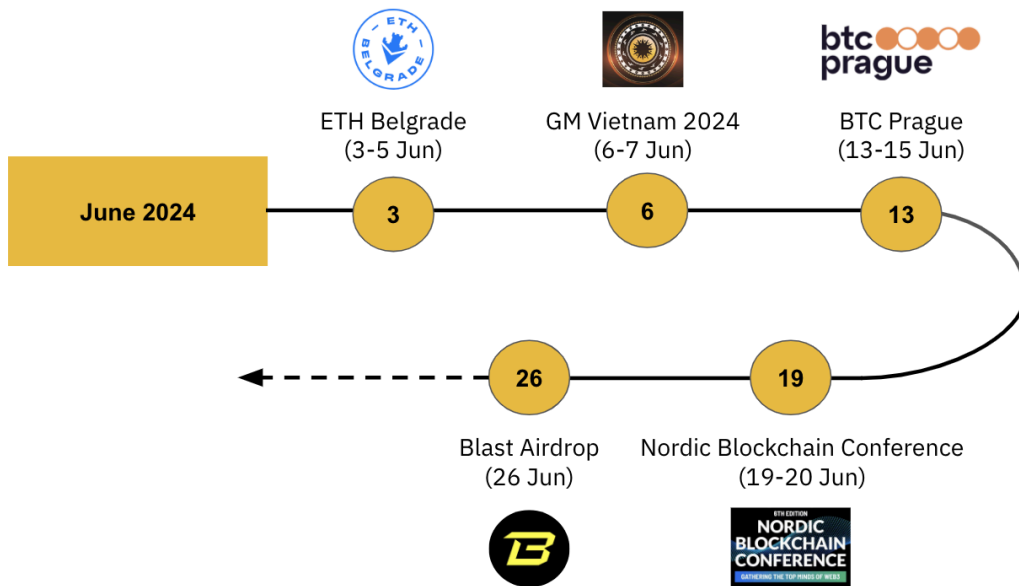 ETH
BELGRADE
btc
prague
ETH Belgrade
(3-5 Jun)
GM Vietnam 2024
(6-7 Jun)
BTC Prague
(13-15 Jun)
June 2024
3
6
13
26
19
Blast Airdrop
(26 Jun)
Nordic Blockchain Conference
(19-20 Jun)
6TH EDITION
NORDIC
BLOCKCHAIN
CONFERENCE
GATHERING THE TOP MINDS OF WEB3